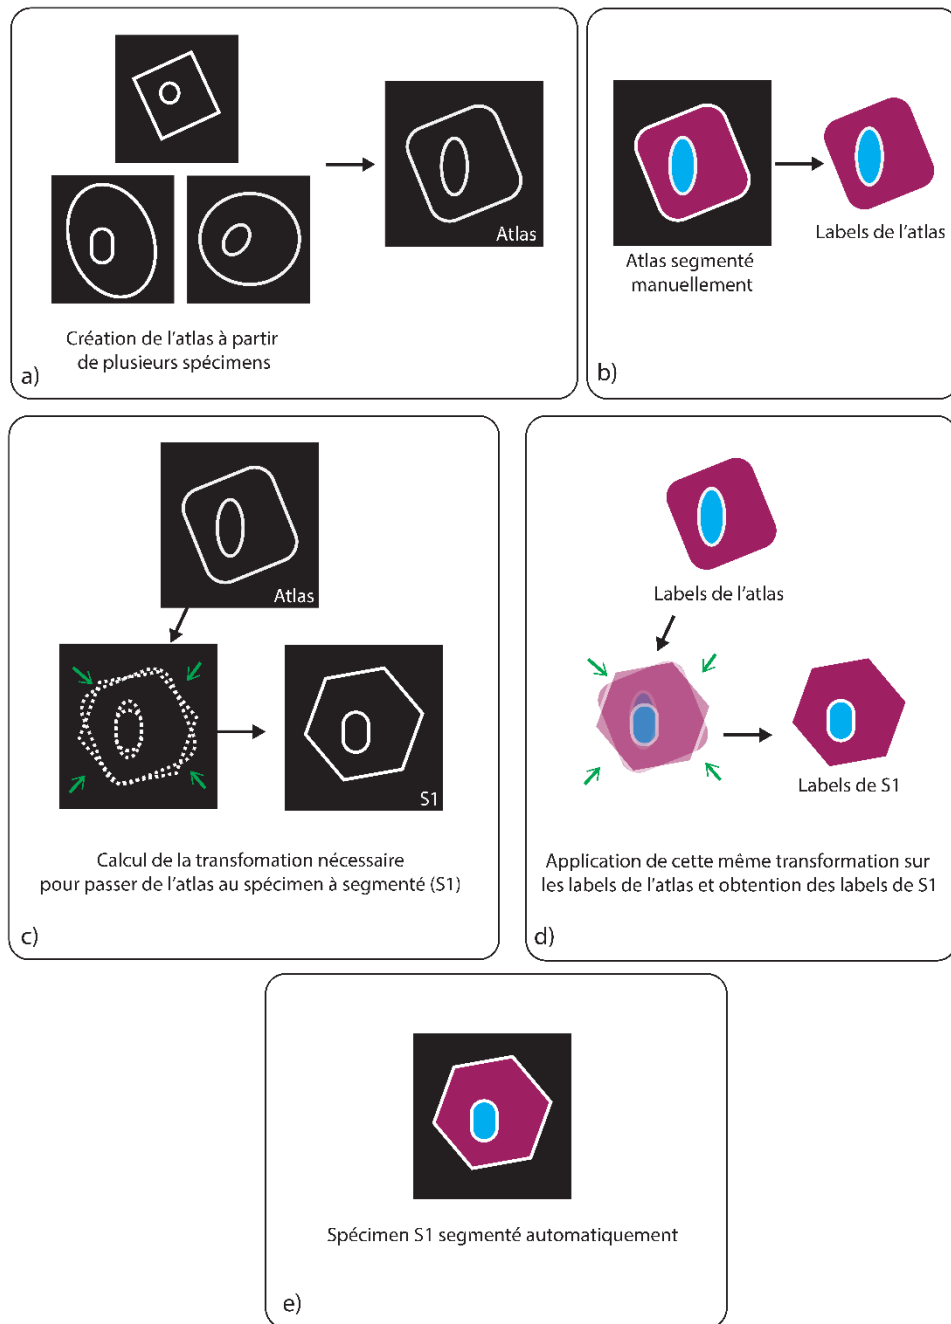 Atlas
Création de l'atlas à partir
de plusieurs spécimens
a)
Atlas segmenté
manuellement
Labels de l'atlas
b)
Atlas
S1
Calcul de la transfomation nécessaire
pour passer de l'atlas au spécimen à segmenté (S1)
c)
Labels de l'atlas
Labels de S1
Application de cette même transformation sur
les labels de l'atlas et obtention des labels de S1
d)
Spécimen S1 segmenté automatiquement
e)